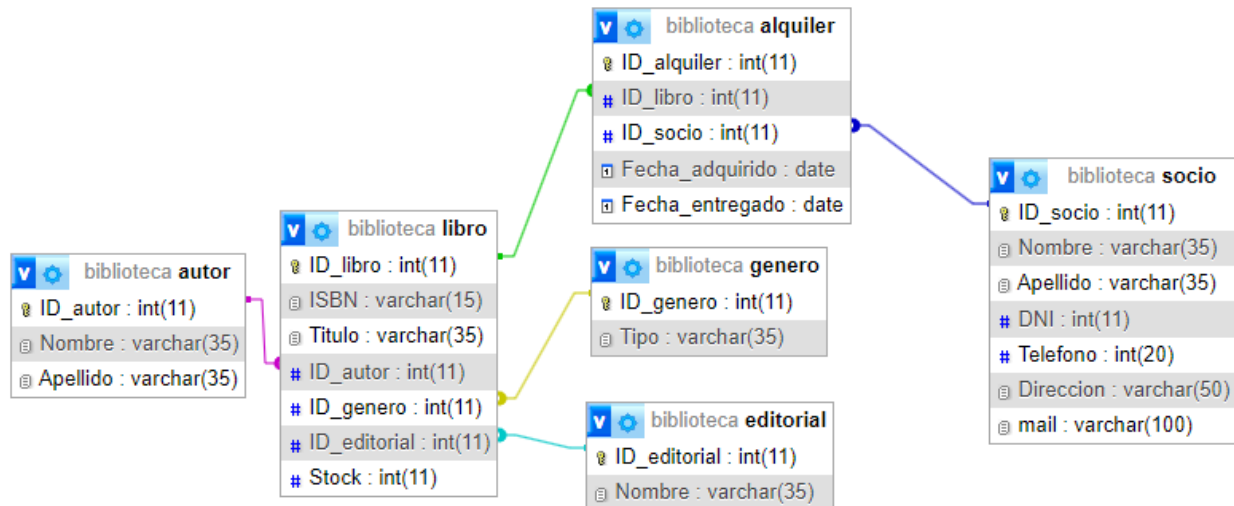 biblioteca autor
ID_autor : int(11)
Nombre : varchar(35)
Apellido : varchar(35)
biblioteca libro
ID_libro : int(11)
ISBN : varchar(15)
Titulo : varchar(35)
ID_autor : int(11)
ID_genero : int(11)
ID_editorial : int(11)
Stock : int(11)
biblioteca alquiler
ID_alquiler : int(11)
ID_libro : int(11)
ID_socio : int(11)
Fecha_adquirido : date
Fecha_entregado : date
biblioteca genero
ID_genero : int(11)
Tipo : varchar(35)
biblioteca editorial
ID_editorial : int(11)
Nombre : varchar(35)
biblioteca socio
ID_socio : int(11)
Nombre : varchar(35)
Apellido : varchar(35)
DNI : int(11)
Telefono : int(20)
Direccion : varchar(50)
mail : varchar(100)